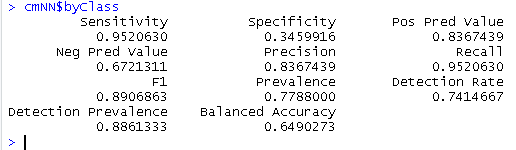 > cmNN$byClass
Sensitivity Specificity Pos Pred Value
0.9520630 0.3459916 0.8367439
Neg Pred Value Precision Recall
0.6721311 0.8367439 0.9520630
F1 Prevalence Detection Rate
0.8906863 0.7788000 0.7414667
Detection Prevalence Balanced Accuracy
0.8861333 0.6490273
>